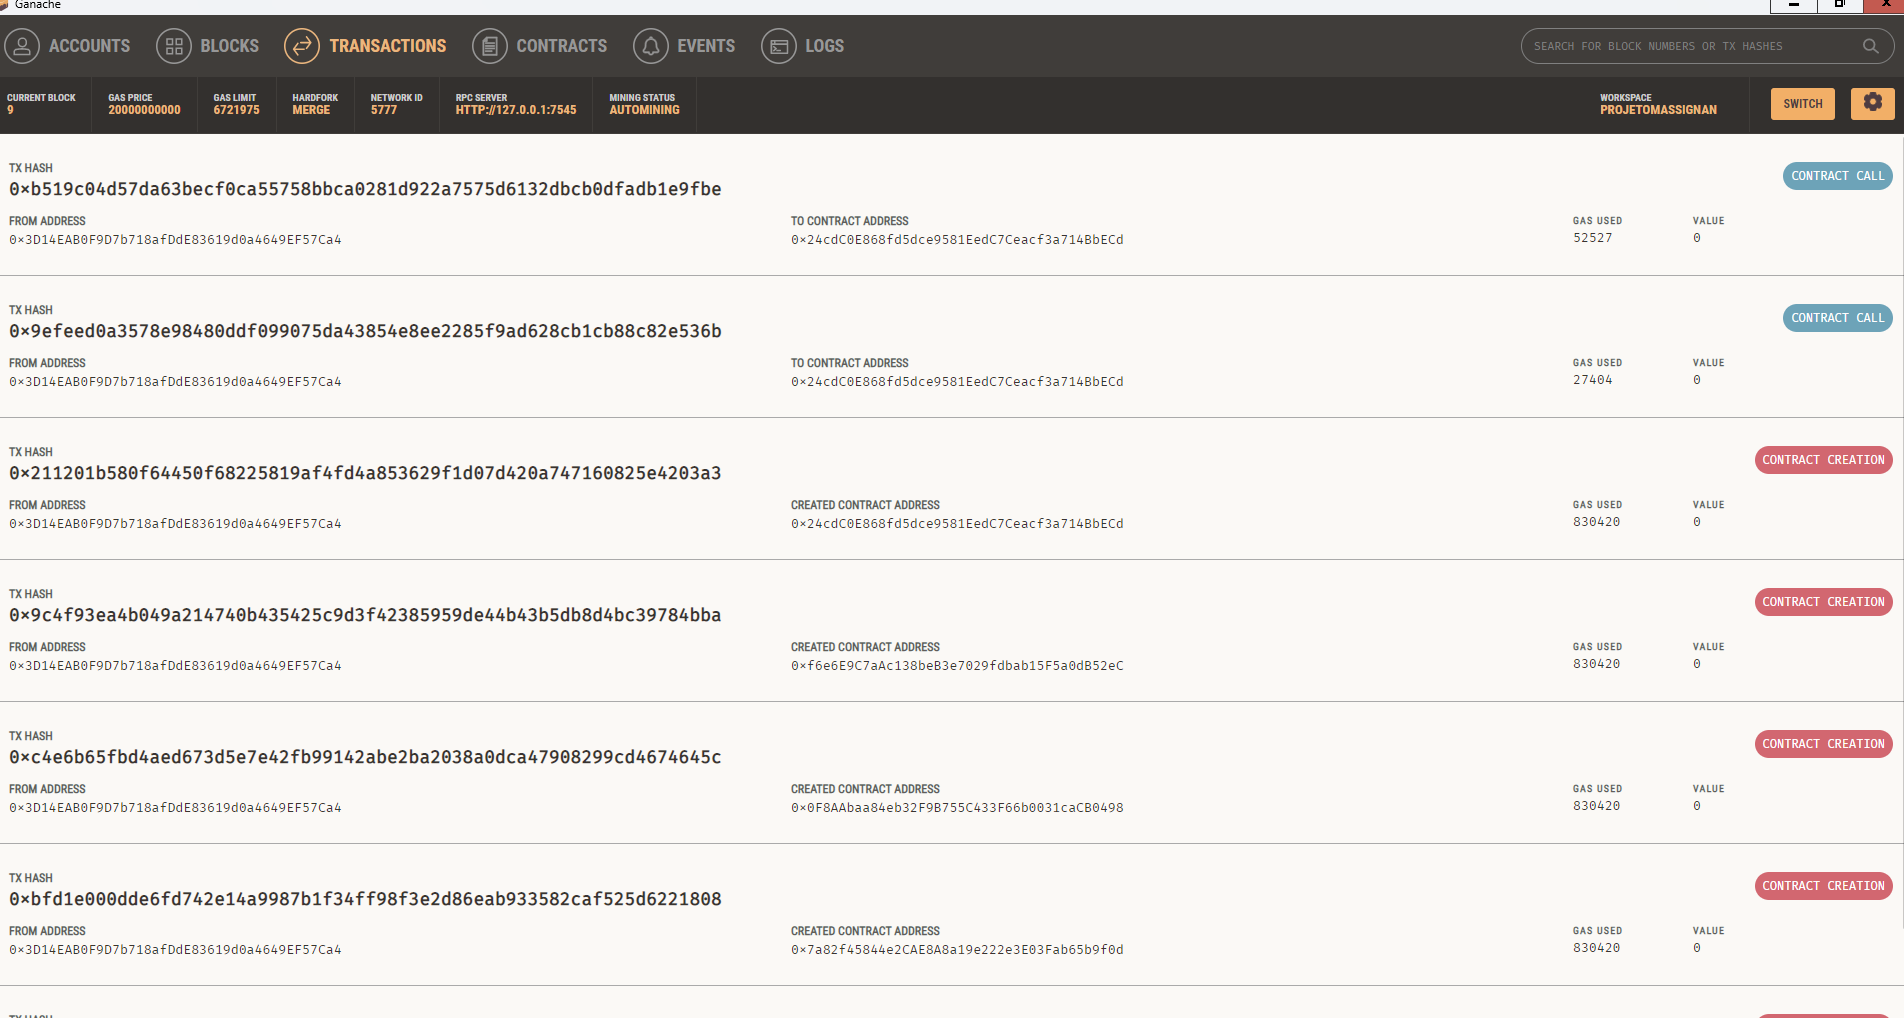 Ganache
ACCOUNTS BLOCKS TRANSACTIONS CONTRACTS EVENTS LOGS SEARCH FOR BLOCK NUMBERS OR TX HASHES
CURRENT BLOCK GAS PRICE GAS LIMIT HARDFORK NETWORK ID RPC SERVER MINING STATUS WORKSPACE
9 20000000000 6721975 MERGE 5777 HTTP://127.0.0.1:7545 AUTOMINING PROJETOMASSIGNAN SWITCH
TX HASH
0×b519c04d57da63becf0ca55758bbca0281d922a7575d6132dbcb0dfadb1e9fbe CONTRACT CALL
FROM ADDRESS TO CONTRACT ADDRESS GAS USED VALUE
0×3D14EAB0F9D7b718afDdE83619d0a4649EF57Ca4 0×24cdC0E868fd5dce9581EedC7Ceacf3a714BbECd 52527 0
TX HASH
0×9efeed0a3578e98480ddf099075da43854e8ee2285f9ad628cb1cb88c82e536b CONTRACT CALL
FROM ADDRESS TO CONTRACT ADDRESS GAS USED VALUE
0×3D14EAB0F9D7b718afDdE83619d0a4649EF57Ca4 0×24cdC0E868fd5dce9581EedC7Ceacf3a714BbECd 27404 0
TX HASH
0×211201b580f64450f68225819af4fd4a853629f1d07d420a747160825e4203a3 CONTRACT CREATION
FROM ADDRESS CREATED CONTRACT ADDRESS GAS USED VALUE
0×3D14EAB0F9D7b718afDdE83619d0a4649EF57Ca4 0×24cdC0E868fd5dce9581EedC7Ceacf3a714BbECd 830420 0
TX HASH
0×9c4f93ea4b049a214740b435425c9d3f42385959de44b43b5db8d4bc39784bba CONTRACT CREATION
FROM ADDRESS CREATED CONTRACT ADDRESS GAS USED VALUE
0×3D14EAB0F9D7b718afDdE83619d0a4649EF57Ca4 0×f6e6E9C7aAc138beB3e7029fdbab15F5a0dB52eC 830420 0
TX HASH
0×c4e6b65fbd4aed673d5e7e42fb99142abe2ba2038a0dca47908299cd4674645c CONTRACT CREATION
FROM ADDRESS CREATED CONTRACT ADDRESS GAS USED VALUE
0×3D14EAB0F9D7b718afDdE83619d0a4649EF57Ca4 0×0F8AAbaa84eb32F9B755C433F66b0031caCB0498 830420 0
TX HASH
0×bfd1e000dde6fd742e14a9987b1f34ff98f3e2d86eab933582caf525d6221808 CONTRACT CREATION
FROM ADDRESS CREATED CONTRACT ADDRESS GAS USED VALUE
0×3D14EAB0F9D7b718afDdE83619d0a4649EF57Ca4 0×7a82f45844e2CAE8A8a19e222e3E03Fab65b9f0d 830420 0
TX HASH